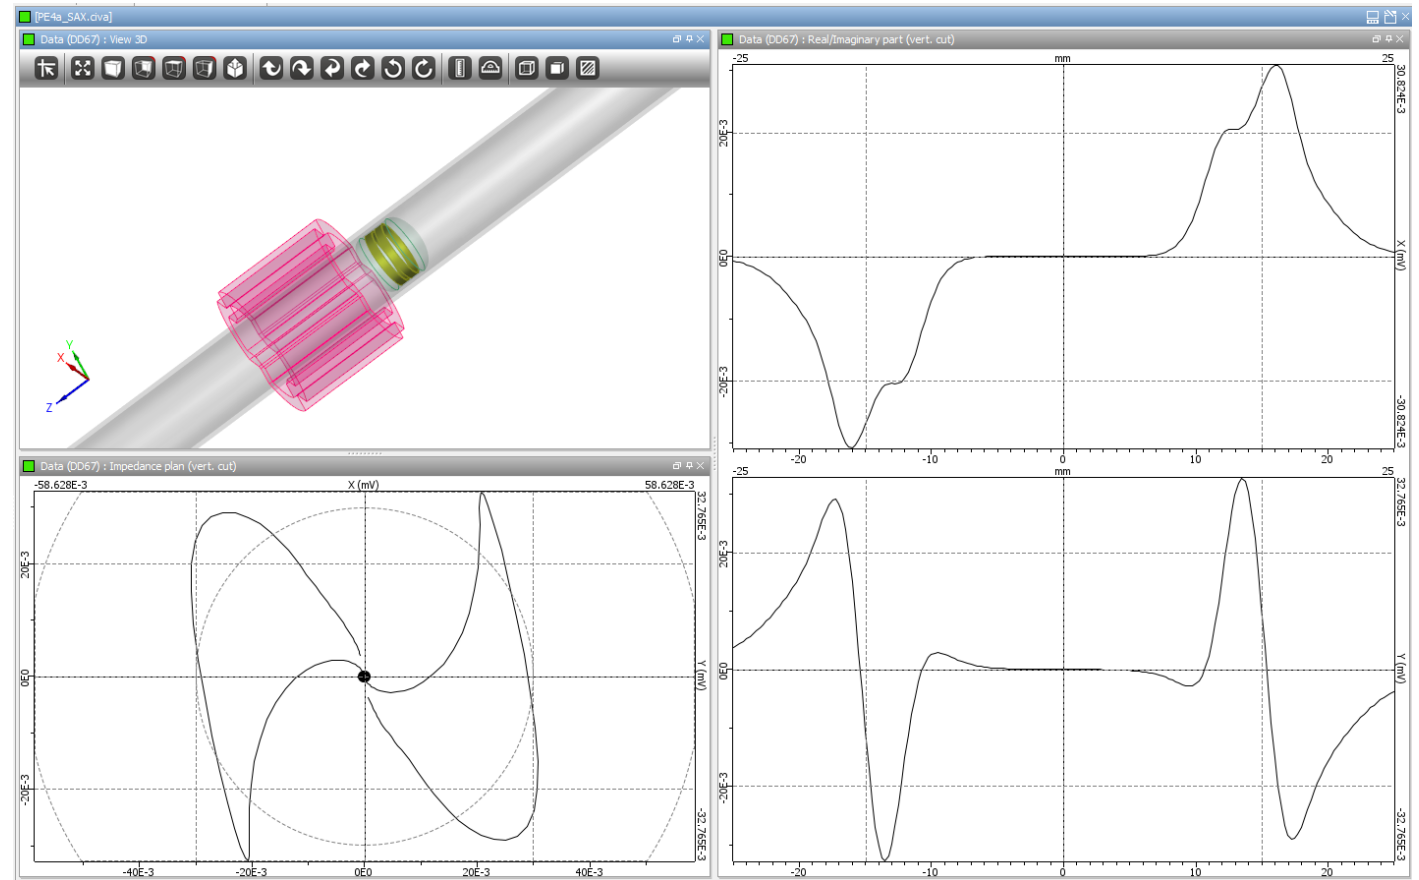 [PE4a_SAX.civa]
Data (DD67) : View 3D
X
Y
Z
Data (DD67) : Impedance plan (vert. cut)
-58.628E-3
X (mV)
58.628E-3
32.765E-3
20E-3
0E0
Y (mV)
-20E-3
-32.765E-3
-40E-3
-20E-3
0E0
20E-3
40E-3
Data (DD67) : Real/Imaginary part (vert. cut)
-25
mm
25
30.824E-3
20E-3
0E0
X (mV)
-20E-3
-30.824E-3
-20
-10
0
10
20
-25
mm
25
32.765E-3
20E-3
0E0
Y (mV)
-20E-3
-32.765E-3
-20
-10
0
10
20